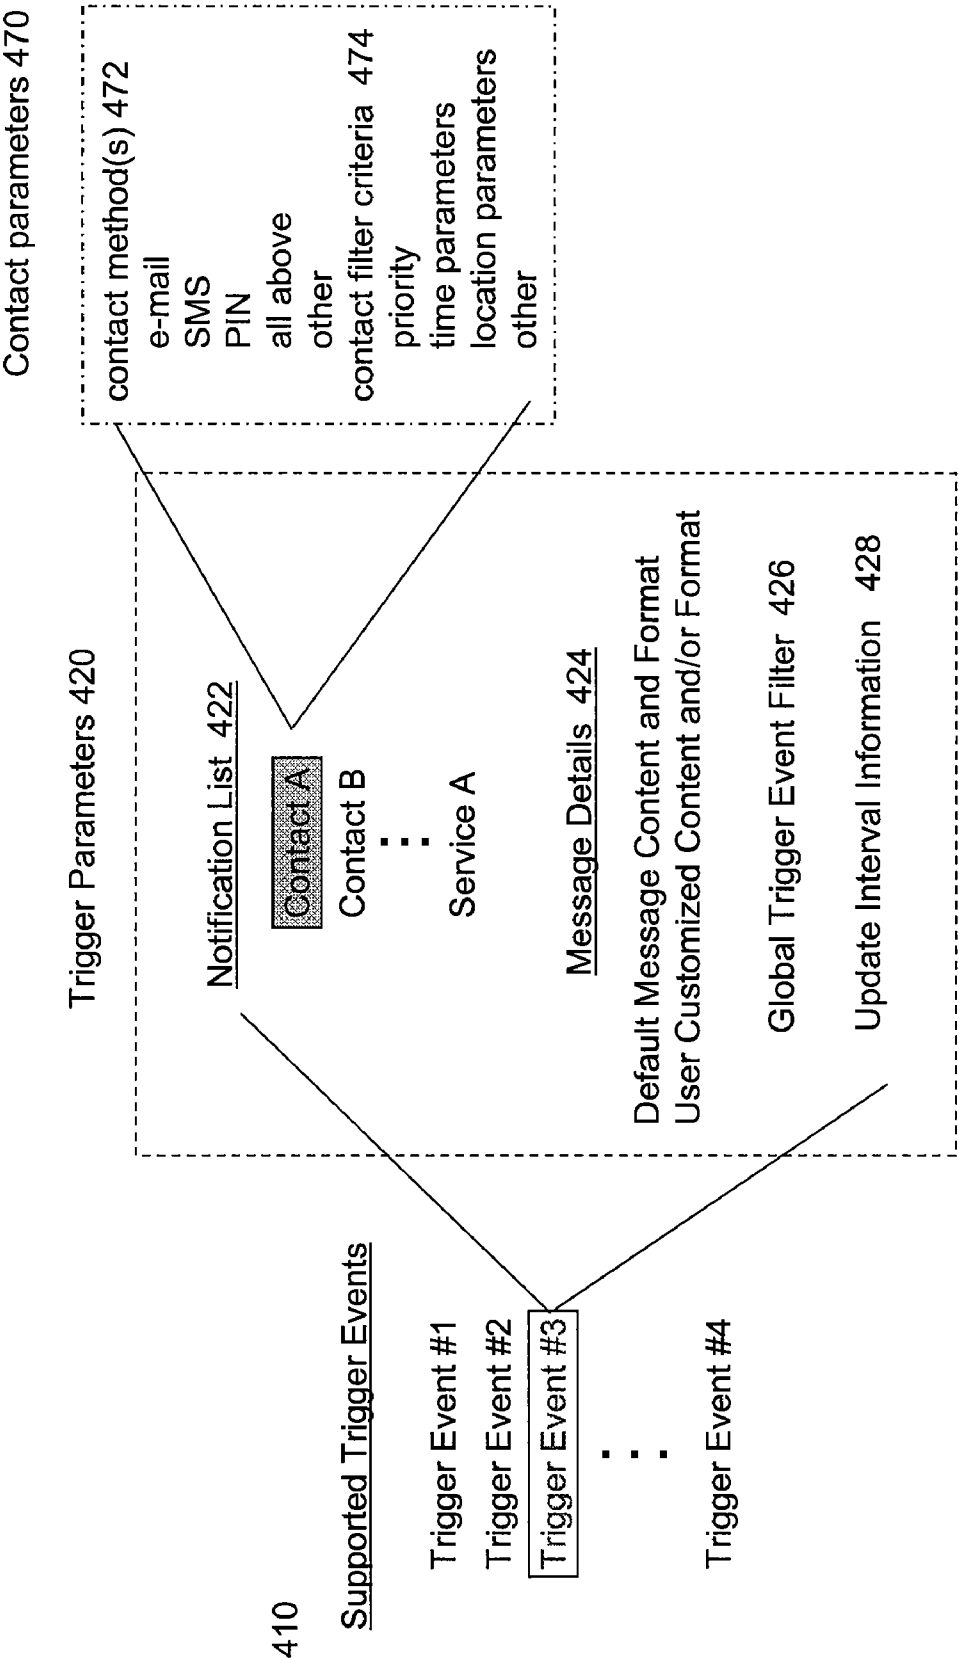 410
Supported Trigger Events
Trigger Event #1
Trigger Event #2
Trigger Event #3
. . .
Trigger Event #4
Trigger Parameters 420
Notification List 422
Contact A
Contact B
...
Service A
Message Details 424
Default Message Content and Format
User Customized Content and/or Format
Global Trigger Event Filter 426
Update Interval Information 428
Contact parameters 470
contact method(s) 472
e-mail
SMS
PIN
all above
other
contact filter criteria 474
priority
time parameters
location parameters
other